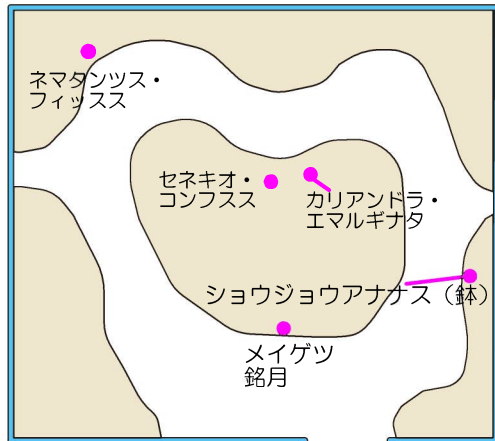 ネマタンツス・
フィッスス
セネキオ・
コンフスス
カリアンドラ・
エマルギナタ
ショウジョウアナナス（鉢）
メイゲツ
銘月